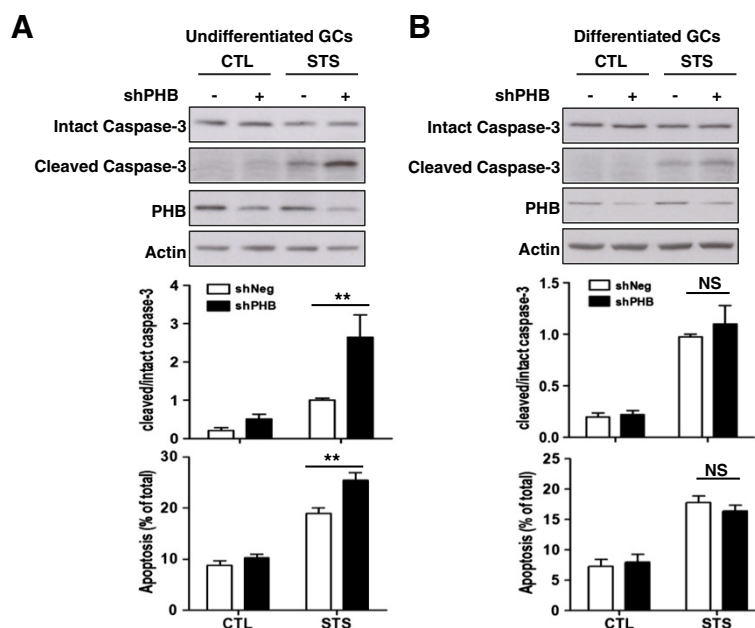 A
Undifferentiated GCs
CTL STS
shPHB - + - +
Intact Caspase-3
Cleaved Caspase-3
PHB
Actin
cleaved/intact caspase-3
4
3
2
1
0
shNeg
shPHB
**
Apoptosis (% of total)
30
20
10
0
**
CTL STS
B
Differentiated GCs
CTL STS
shPHB - + - +
Intact Caspase-3
Cleaved Caspase-3
PHB
Actin
cleaved/intact caspase-3
1.5
1.0
0.5
0.0
shNeg
shPHB
NS
Apoptosis (% of total)
25
20
15
10
5
0
NS
CTL STS